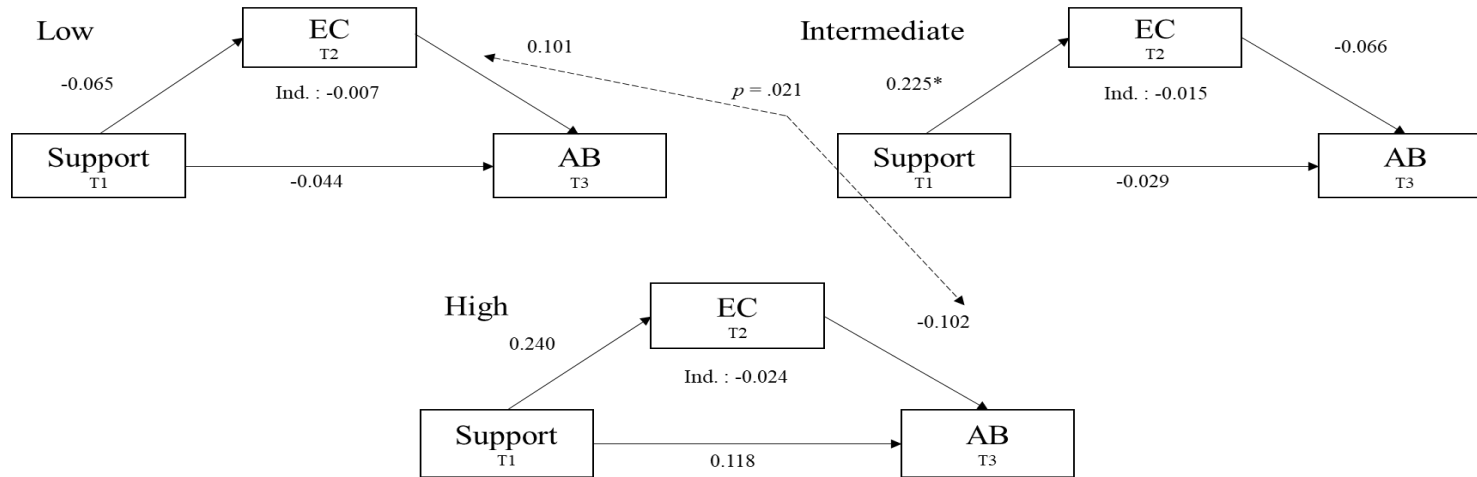 Low
EC
T2
0.101
-0.065
Ind. : -0.007
Support
T1
-0.044
AB
T3
p = .021
Intermediate
EC
T2
-0.066
0.225*
Ind. : -0.015
Support
T1
-0.029
AB
T3
High
EC
T2
-0.102
0.240
Ind. : -0.024
Support
T1
0.118
AB
T3